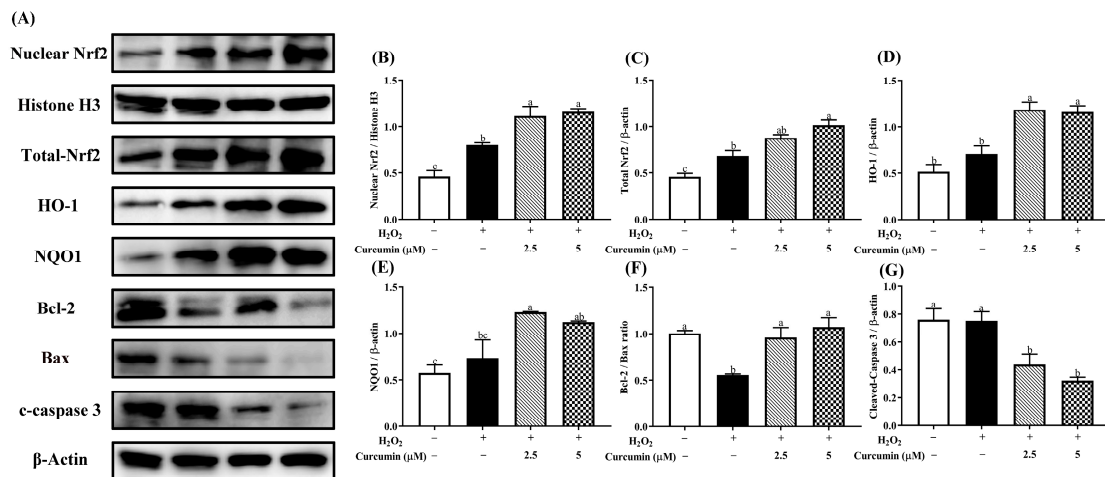 (A)
Nuclear Nrf2
Histone H3
Total-Nrf2
HO-1
NQO1
Bcl-2
Bax
c-caspase 3
β-Actin
(B)
Nuclear Nrf2 / Histone H3
1.5
1.0
0.5
0.0
c
b
a
a
H2O2
– + + +
Curcumin (μM)
– – 2.5 5
(C)
Total Nrf2 / β-actin
1.5
1.0
0.5
0.0
c
b
ab
a
H2O2
– + + +
Curcumin (μM)
– – 2.5 5
(D)
HO-1 / β-actin
1.5
1.0
0.5
0.0
b
b
a
a
H2O2
– + + +
Curcumin (μM)
– – 2.5 5
(E)
NQO1 / β-actin
1.5
1.0
0.5
0.0
c
bc
a
ab
H2O2
– + + +
Curcumin (μM)
– – 2.5 5
(F)
Bcl-2 / Bax ratio
1.5
1.0
0.5
0.0
a
b
a
a
H2O2
– + + +
Curcumin (μM)
– – 2.5 5
(G)
Cleaved-Caspase 3 / β-actin
0.8
0.6
0.4
0.2
0.0
a
a
b
b
H2O2
– + + +
Curcumin (μM)
– – 2.5 5